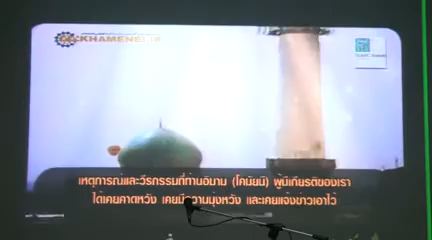 KHAMENEI.IR
เหตุการณ์และวีรกรรมที่ท่านอิมาม (โคมัยนี) ผู้มีเกียรติของเรา
ได้เคยคาดหวัง เคยมีความมุ่งหวัง และเคยแจ้งข่าวเอาไว้